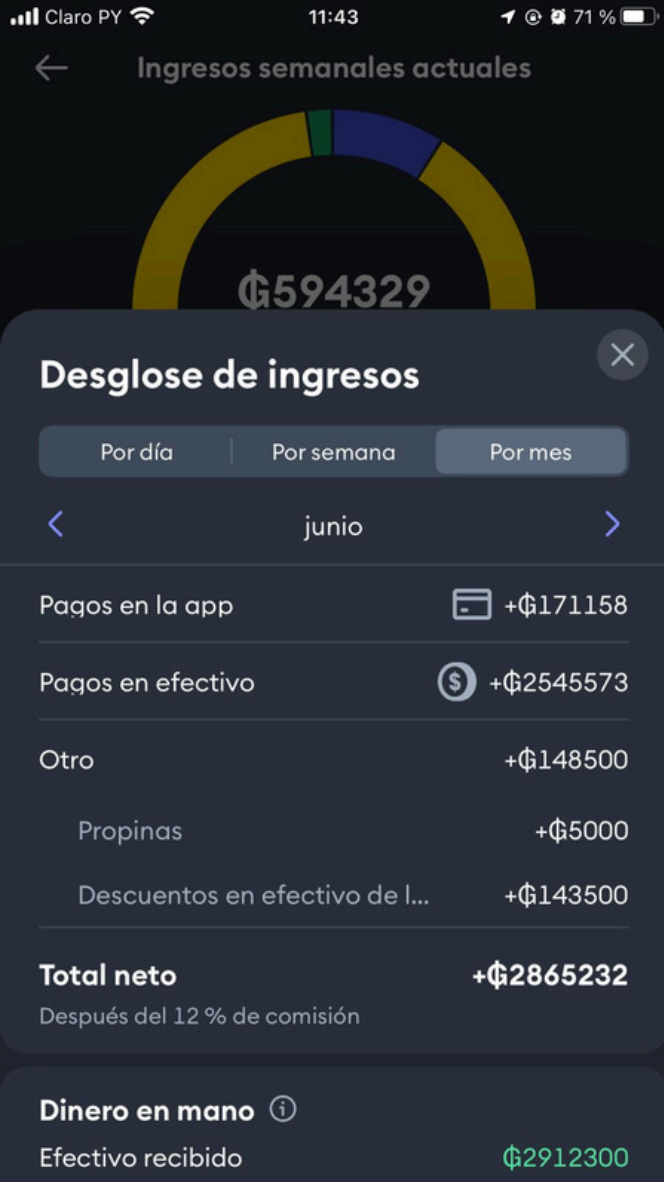 Claro PY 11:43 71 %
Ingresos semanales actuales
₲594329
Desglose de ingresos
Por día Por semana Por mes
junio
Pagos en la app +₲171158
Pagos en efectivo +₲2545573
Otro +₲148500
Propinas +₲5000
Descuentos en efectivo de l... +₲143500
Total neto +₲2865232
Después del 12 % de comisión
Dinero en mano
Efectivo recibido ₲2912300